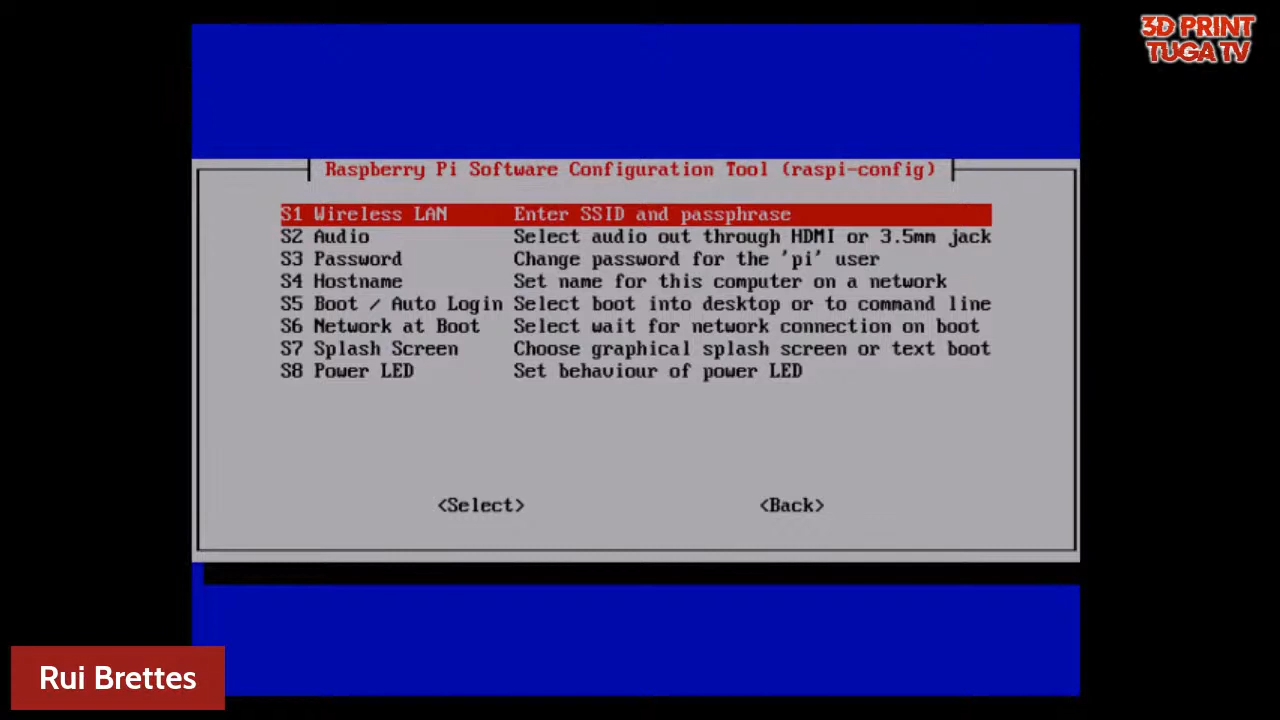 3D PRINT
TUGA TV
Raspberry Pi Software Configuration Tool (raspi-config)
S1 Wireless LAN Enter SSID and passphrase
S2 Audio Select audio out through HDMI or 3.5mm jack
S3 Password Change password for the 'pi' user
S4 Hostname Set name for this computer on a network
S5 Boot / Auto Login Select boot into desktop or to command line
S6 Network at Boot Select wait for network connection on boot
S7 Splash Screen Choose graphical splash screen or text boot
S8 Power LED Set behaviour of power LED
<Select> <Back>
Rui Brettes